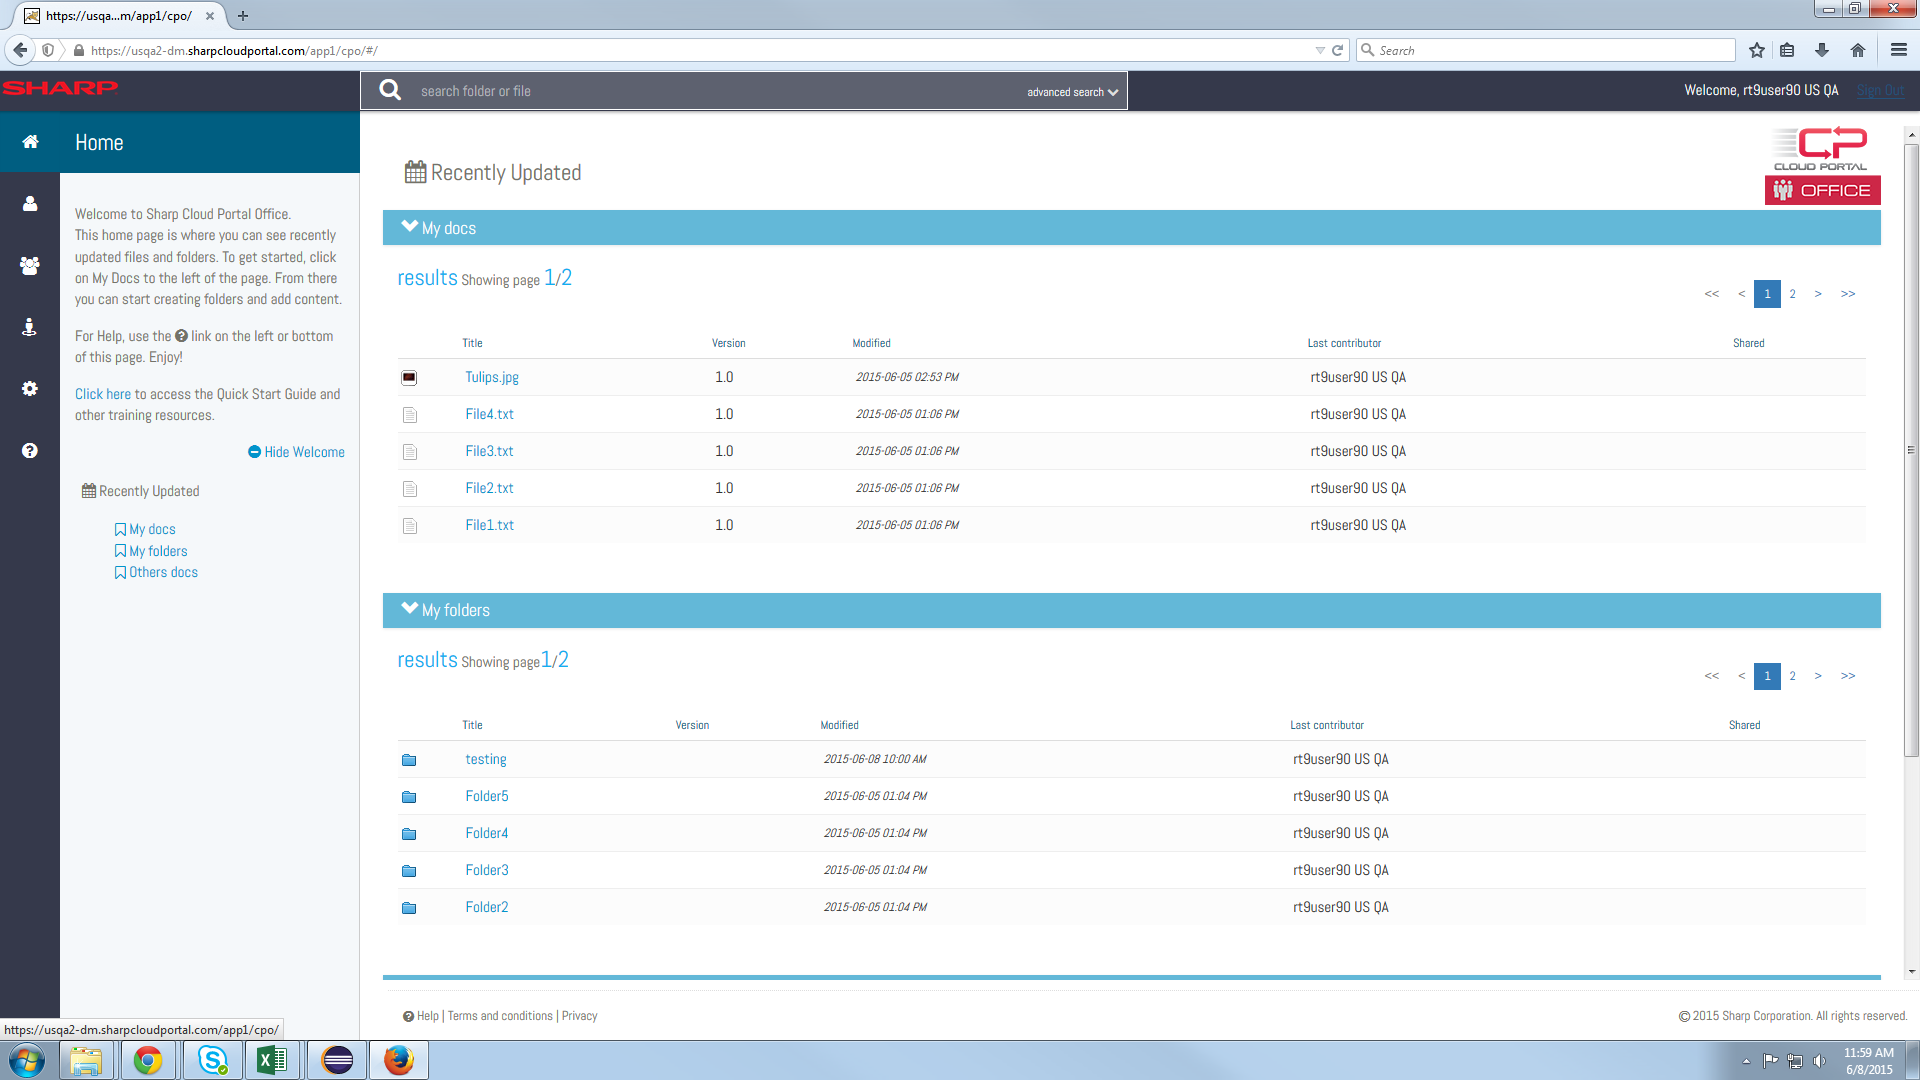 https://usqa...m/app1/cpo/
https://usqa2-dm.sharpcloudportal.com/app1/cpo/#/
Search
SHARP
search folder or file
advanced search
Welcome, rt9user90 US QA
Sign Out
Home
Welcome to Sharp Cloud Portal Office.
This home page is where you can see recently
updated files and folders. To get started, click
on My Docs to the left of the page. From there
you can start creating folders and add content.
For Help, use the link on the left or bottom
of this page. Enjoy!
Click here to access the Quick Start Guide and
other training resources.
Hide Welcome
Recently Updated
My docs
My folders
Others docs
Recently Updated
CP
CLOUD PORTAL
OFFICE
My docs
results Showing page 1/2
<< < 1 2 > >>
Title Version Modified Last contributor Shared
Tulips.jpg 1.0 2015-06-05 02:53 PM rt9user90 US QA
File4.txt 1.0 2015-06-05 01:06 PM rt9user90 US QA
File3.txt 1.0 2015-06-05 01:06 PM rt9user90 US QA
File2.txt 1.0 2015-06-05 01:06 PM rt9user90 US QA
File1.txt 1.0 2015-06-05 01:06 PM rt9user90 US QA
My folders
results Showing page 1/2
<< < 1 2 > >>
Title Version Modified Last contributor Shared
testing 2015-06-08 10:00 AM rt9user90 US QA
Folder5 2015-06-05 01:04 PM rt9user90 US QA
Folder4 2015-06-05 01:04 PM rt9user90 US QA
Folder3 2015-06-05 01:04 PM rt9user90 US QA
Folder2 2015-06-05 01:04 PM rt9user90 US QA
Help | Terms and conditions | Privacy
© 2015 Sharp Corporation. All rights reserved.
https://usqa2-dm.sharpcloudportal.com/app1/cpo/
11:59 AM
6/8/2015